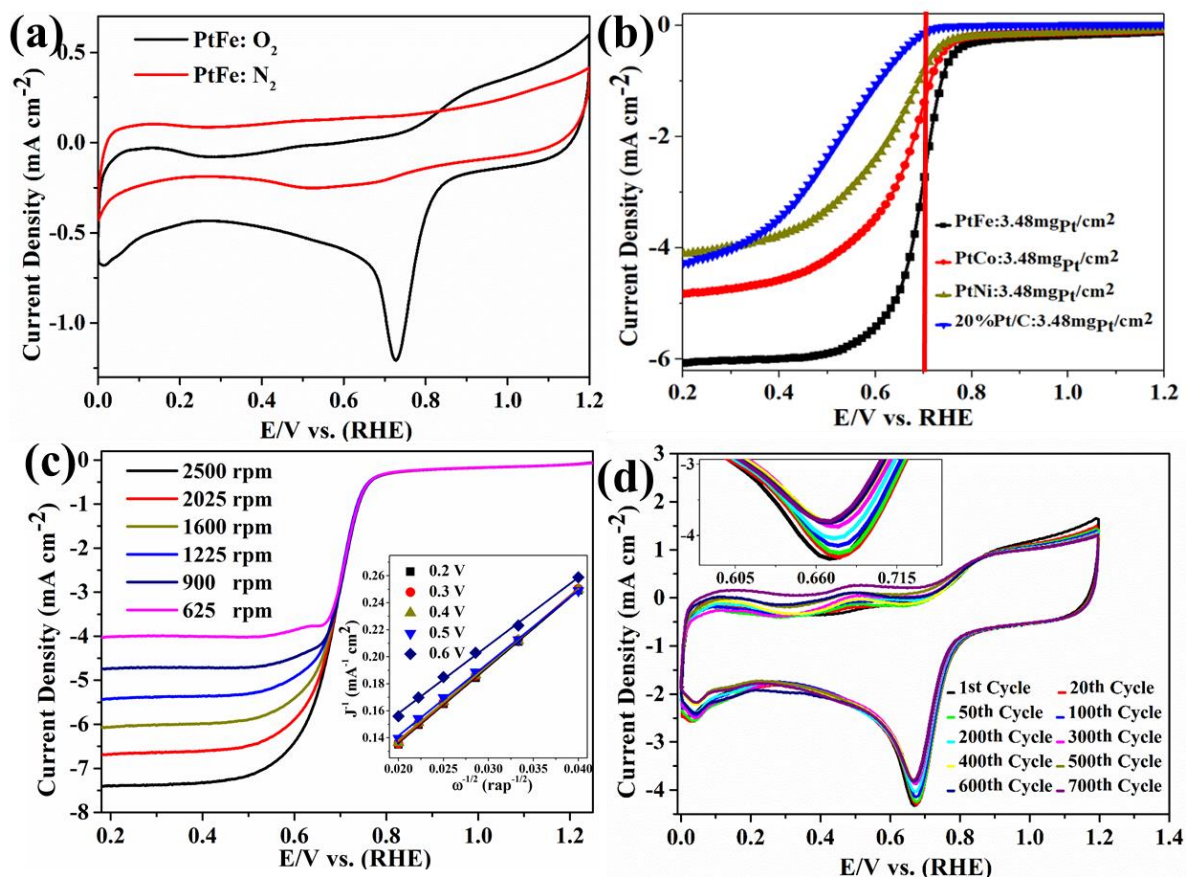 (a)
PtFe: O2
PtFe: N2
0.5
0.0
-0.5
-1.0
Current Density (mA cm-2)
0.0 0.2 0.4 0.6 0.8 1.0 1.2
E/V vs. (RHE)
(b)
0
-2
-4
-6
Current Density (mA cm-2)
PtFe:3.48mgPt/cm2
PtCo:3.48mgPt/cm2
PtNi:3.48mgPt/cm2
20%Pt/C:3.48mgPt/cm2
0.2 0.4 0.6 0.8 1.0 1.2
E/V vs. RHE
(c)
1
0
-1
-2
-3
-4
-5
-6
-7
-8
Current Density (mA cm-2)
2500 rpm
2025 rpm
1600 rpm
1225 rpm
900 rpm
625 rpm
0.26
0.24
0.22
0.20
0.18
0.16
0.14
J-1 (mA-1 cm2)
0.2 V
0.3 V
0.4 V
0.5 V
0.6 V
0.020 0.025 0.030 0.035 0.040
ω-1/2 (rap-1/2)
0.2 0.4 0.6 0.8 1.0 1.2
E/V vs. (RHE)
(d)
3
2
1
0
-1
-2
-3
-4
-5
Current Density (mA cm-2)
-3
-4
0.605 0.660 0.715
1st Cycle 20th Cycle
50th Cycle 100th Cycle
200th Cycle 300th Cycle
400th Cycle 500th Cycle
600th Cycle 700th Cycle
0.0 0.2 0.4 0.6 0.8 1.0 1.2 1.4
E/V vs. (RHE)